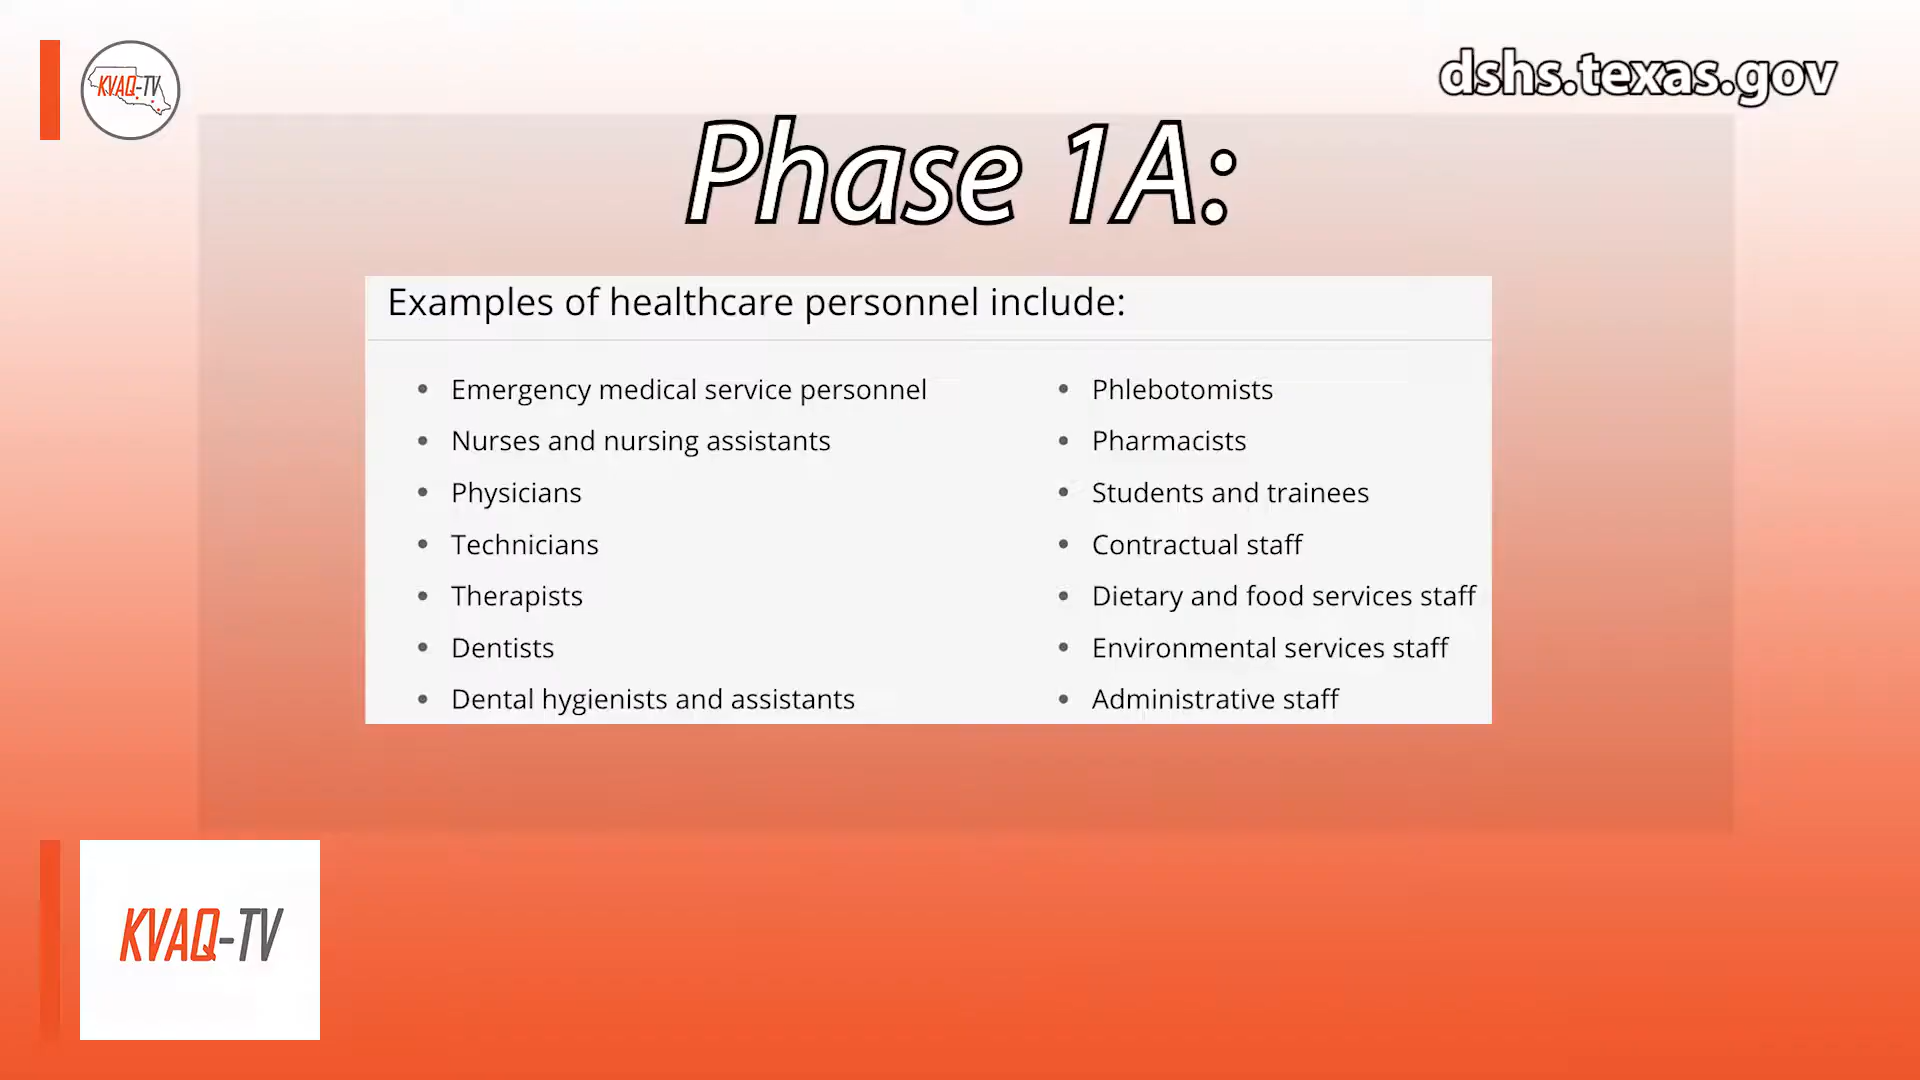 KVAQ-TV
dshs.texas.gov
Phase 1A:
Examples of healthcare personnel include:
• Emergency medical service personnel
• Nurses and nursing assistants
• Physicians
• Technicians
• Therapists
• Dentists
• Dental hygienists and assistants
• Phlebotomists
• Pharmacists
• Students and trainees
• Contractual staff
• Dietary and food services staff
• Environmental services staff
• Administrative staff
KVAQ-TV